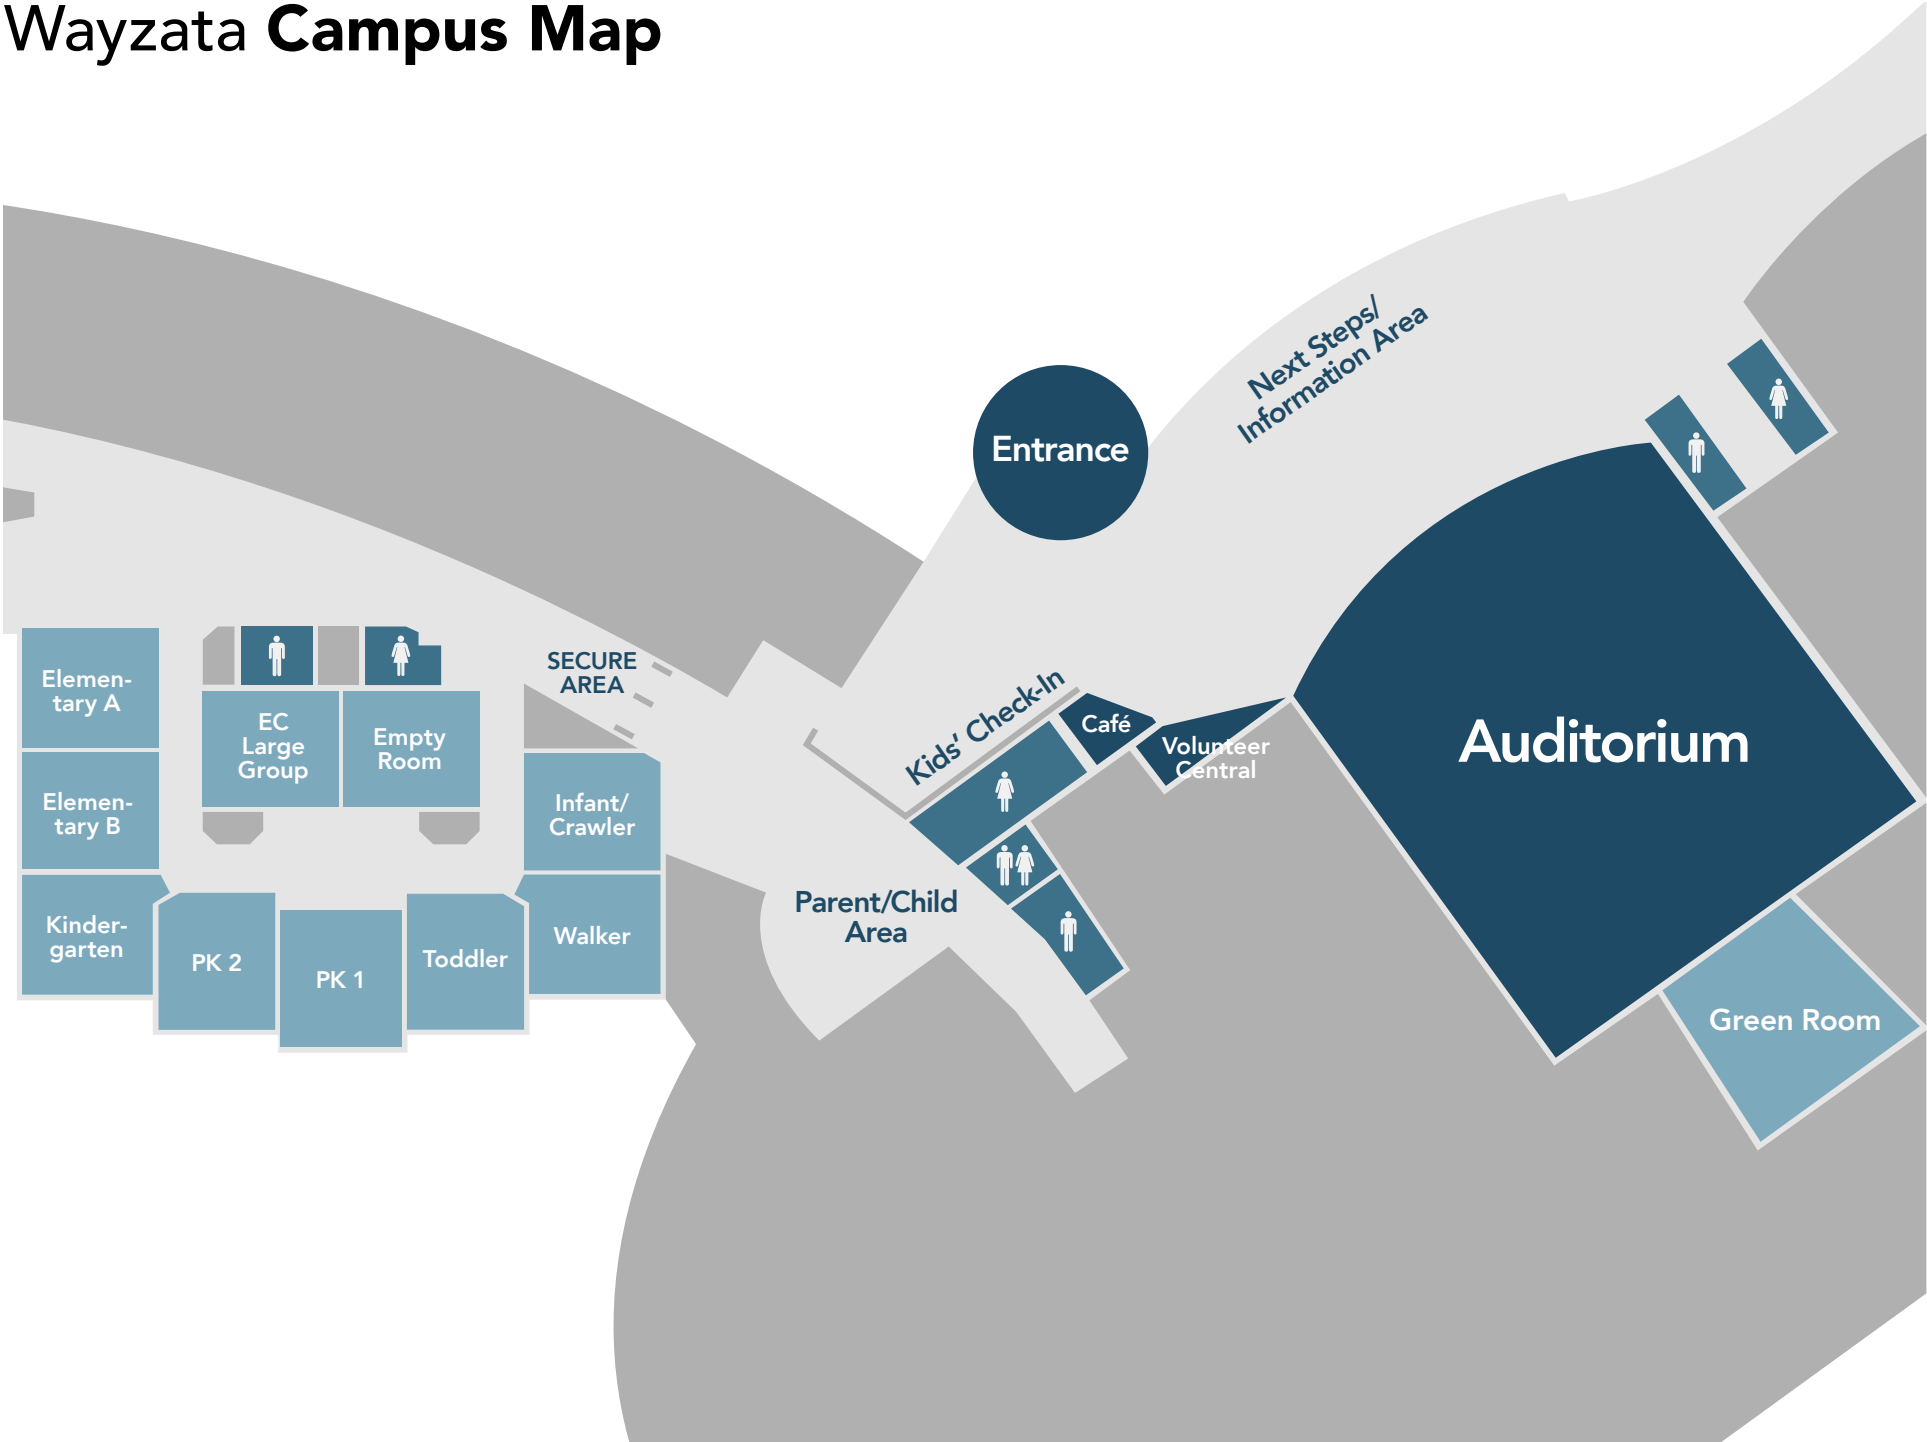 Wayzata Campus Map
Next Steps/
Information Area
Entrance
SECURE
AREA
Elemen-
tary A
EC
Large
Group
Empty
Room
Kids' Check-In
Café
Volunteer
Central
Auditorium
Elemen-
tary B
Infant/
Crawler
Parent/Child
Area
Kinder-
garten
PK 2
PK 1
Toddler
Walker
Green Room